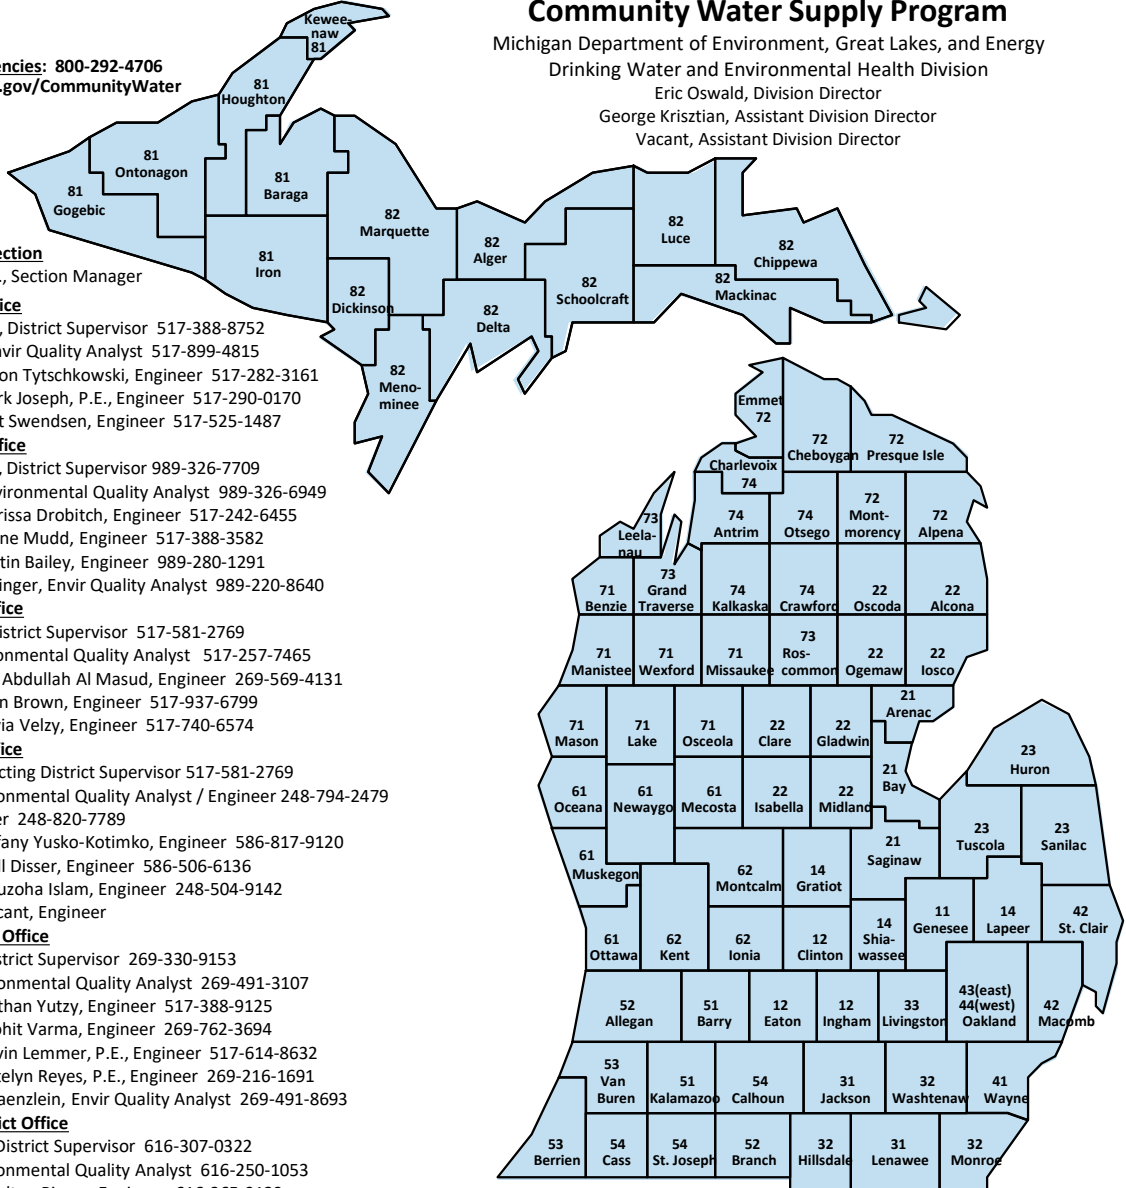 Community Water Supply Program
Michigan Department of Environment, Great Lakes, and Energy
Drinking Water and Environmental Health Division
Eric Oswald, Division Director
George Krisztian, Assistant Division Director
Vacant, Assistant Division Director
encies: 800-292-4706
.gov/CommunityWater
ection
., Section Manager
ice
, District Supervisor 517-388-8752
nvir Quality Analyst 517-899-4815
on Tytschkowski, Engineer 517-282-3161
rk Joseph, P.E., Engineer 517-290-0170
t Swendsen, Engineer 517-525-1487
ffice
, District Supervisor 989-326-7709
vironmental Quality Analyst 989-326-6949
rissa Drobitch, Engineer 517-242-6455
ne Mudd, Engineer 517-388-3582
tin Bailey, Engineer 989-280-1291
inger, Envir Quality Analyst 989-220-8640
fice
istrict Supervisor 517-581-2769
onmental Quality Analyst 517-257-7465
Abdullah Al Masud, Engineer 269-569-4131
n Brown, Engineer 517-937-6799
ia Velzy, Engineer 517-740-6574
ice
cting District Supervisor 517-581-2769
onmental Quality Analyst / Engineer 248-794-2479
er 248-820-7789
fany Yusko-Kotimko, Engineer 586-817-9120
ll Disser, Engineer 586-506-6136
uzoha Islam, Engineer 248-504-9142
cant, Engineer
Office
strict Supervisor 269-330-9153
onmental Quality Analyst 269-491-3107
than Yutzy, Engineer 517-388-9125
ohit Varma, Engineer 269-762-3694
vin Lemmer, P.E., Engineer 517-614-8632
celyn Reyes, P.E., Engineer 269-216-1691
aenzlein, Envir Quality Analyst 269-491-8693
ict Office
District Supervisor 616-307-0322
onmental Quality Analyst 616-250-1053
Kewee-
naw
81
81
Houghton
81
Ontonagon
81
Gogebic
81
Baraga
81
Iron
82
Marquette
82
Dickinson
82
Meno-
minee
82
Alger
82
Delta
82
Schoolcraft
82
Luce
82
Chippewa
82
Mackinac
Emmet
72
72
Cheboygan
72
Presque Isle
Charlevoix
74
73
Leela-
nau
74
Antrim
74
Otsego
72
Mont-
morency
72
Alpena
71
Benzie
73
Grand
Traverse
74
Kalkaska
74
Crawford
22
Oscoda
22
Alcona
71
Manistee
71
Wexford
71
Missaukee
73
Ros-
common
22
Ogemaw
22
Iosco
71
Mason
71
Lake
71
Osceola
22
Clare
22
Gladwin
21
Arenac
61
Oceana
61
Newaygo
61
Mecosta
22
Isabella
22
Midland
21
Bay
23
Huron
61
Muskegon
62
Montcalm
14
Gratiot
21
Saginaw
23
Tuscola
23
Sanilac
61
Ottawa
62
Kent
62
Ionia
12
Clinton
14
Shia-
wassee
11
Genesee
14
Lapeer
42
St. Clair
52
Allegan
51
Barry
12
Eaton
12
Ingham
33
Livingston
43(east)
44(west)
Oakland
42
Macomb
53
Van
Buren
51
Kalamazoo
54
Calhoun
31
Jackson
32
Washtenaw
41
Wayne
53
Berrien
54
Cass
54
St. Joseph
52
Branch
32
Hillsdale
31
Lenawee
32
Monroe